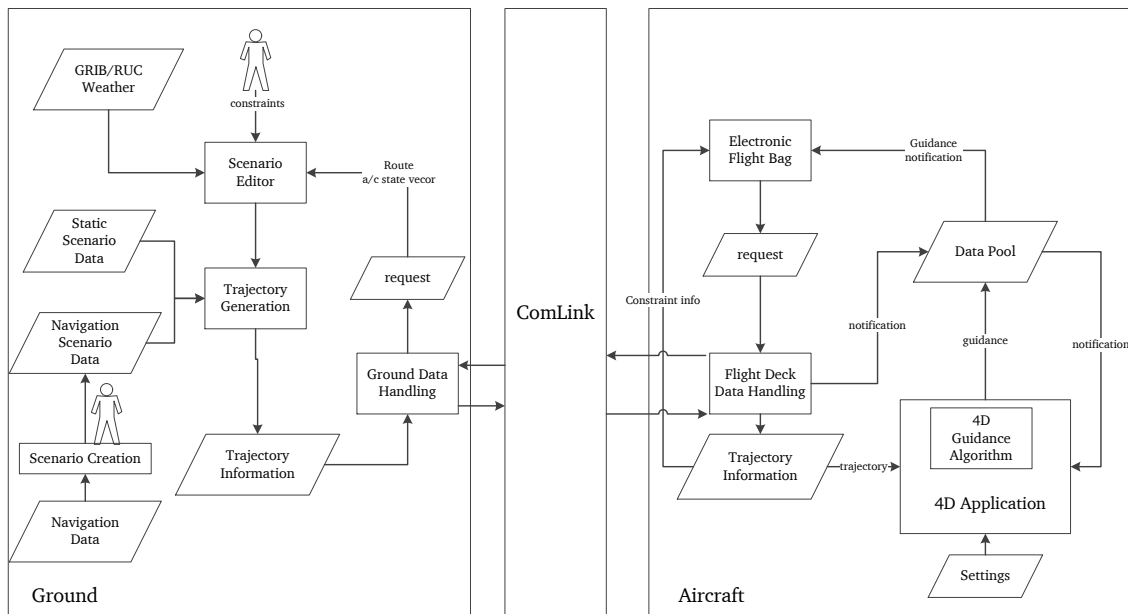 GRIB/RUC
Weather
constraints
Scenario
Editor
Route
a/c state vecor
Static
Scenario
Data
Trajectory
Generation
request
Navigation
Scenario
Data
Ground Data
Handling
Scenario Creation
Trajectory
Information
Navigation
Data
Ground
ComLink
Electronic
Flight Bag
Guidance
notification
request
Data Pool
Constraint info
notification
guidance
notification
Flight Deck
Data Handling
4D
Guidance
Algorithm
Trajectory
Information
trajectory
4D Application
Settings
Aircraft